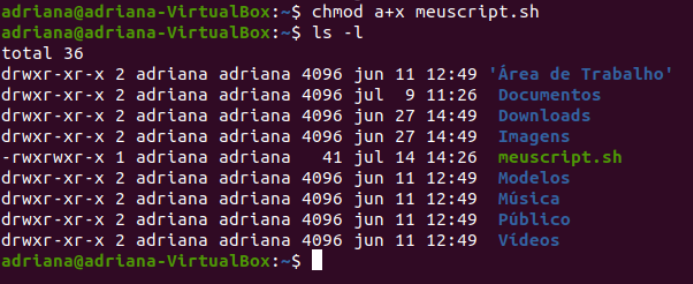 adriana@adriana-VirtualBox:~$ chmod a+x meuscript.sh
adriana@adriana-VirtualBox:~$ ls -l
total 36
drwxr-xr-x 2 adriana adriana 4096 jun 11 12:49 'Área de Trabalho'
drwxr-xr-x 2 adriana adriana 4096 jul  9 11:26  Documentos
drwxr-xr-x 2 adriana adriana 4096 jun 27 14:49  Downloads
drwxr-xr-x 2 adriana adriana 4096 jun 27 14:49  Imagens
-rwxrwxr-x 1 adriana adriana   41 jul 14 14:26  meuscript.sh
drwxr-xr-x 2 adriana adriana 4096 jun 11 12:49  Modelos
drwxr-xr-x 2 adriana adriana 4096 jun 11 12:49  Música
drwxr-xr-x 2 adriana adriana 4096 jun 11 12:49  Público
drwxr-xr-x 2 adriana adriana 4096 jun 11 12:49  Vídeos
adriana@adriana-VirtualBox:~$